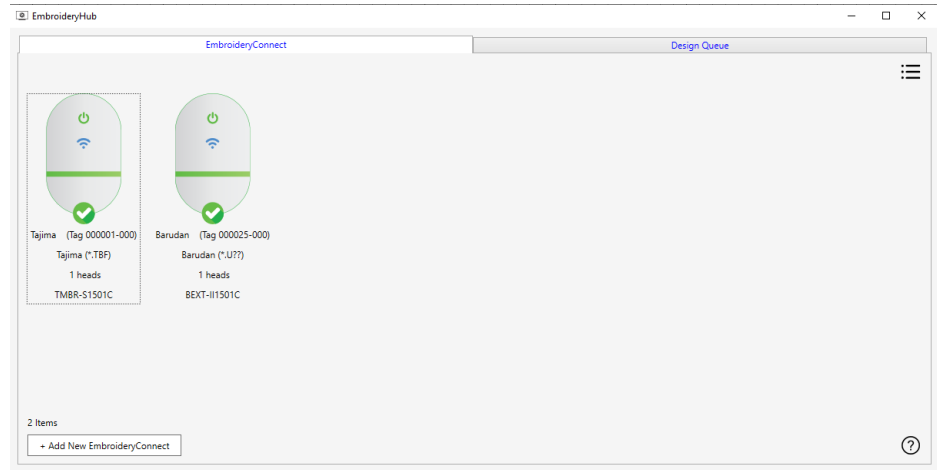 EmbroideryHub
EmbroideryConnect
Design Queue
Tajima (Tag 000001-000)
Tajima (*.TBF)
1 heads
TMBR-S1501C
Barudan (Tag 000025-000)
Barudan (*.U??)
1 heads
BEXT-II1501C
2 Items
+ Add New EmbroideryConnect
?